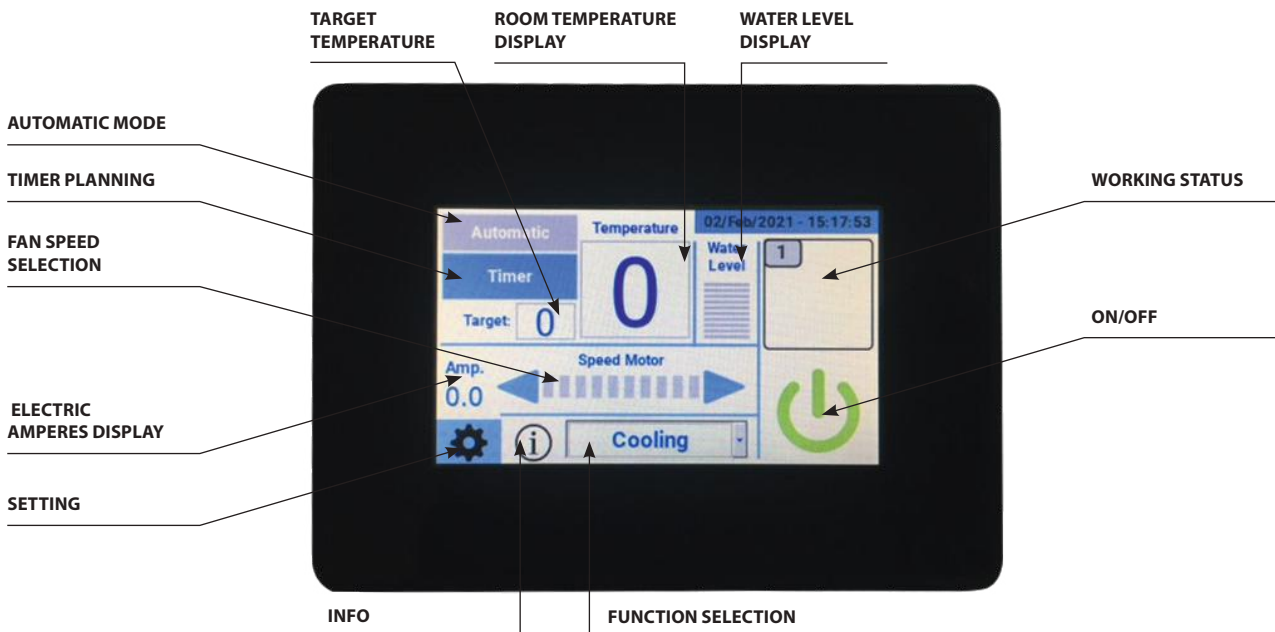 TARGET
TEMPERATURE
ROOM TEMPERATURE
DISPLAY
WATER LEVEL
DISPLAY
AUTOMATIC MODE
TIMER PLANNING
FAN SPEED
SELECTION
ELECTRIC
AMPERES DISPLAY
SETTING
Automatic
Timer
Target:
0
Temperature
0
02/Feb/2021 - 15:17:53
Water
Level
1
Amp.
0.0
Speed Motor
i
Cooling
WORKING STATUS
ON/OFF
INFO
FUNCTION SELECTION